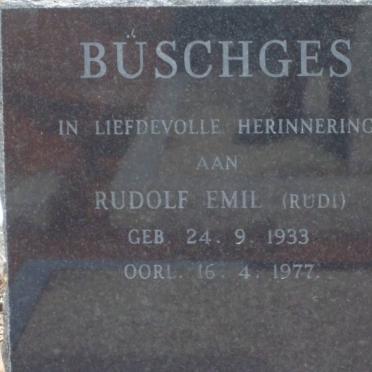 BÜSCHGES
IN LIEFDEVOLLE HERINNERING
AAN
RUDOLF EMIL (RUDI)
GEB. 24. 9. 1933
OORL. 16. 4. 1977.